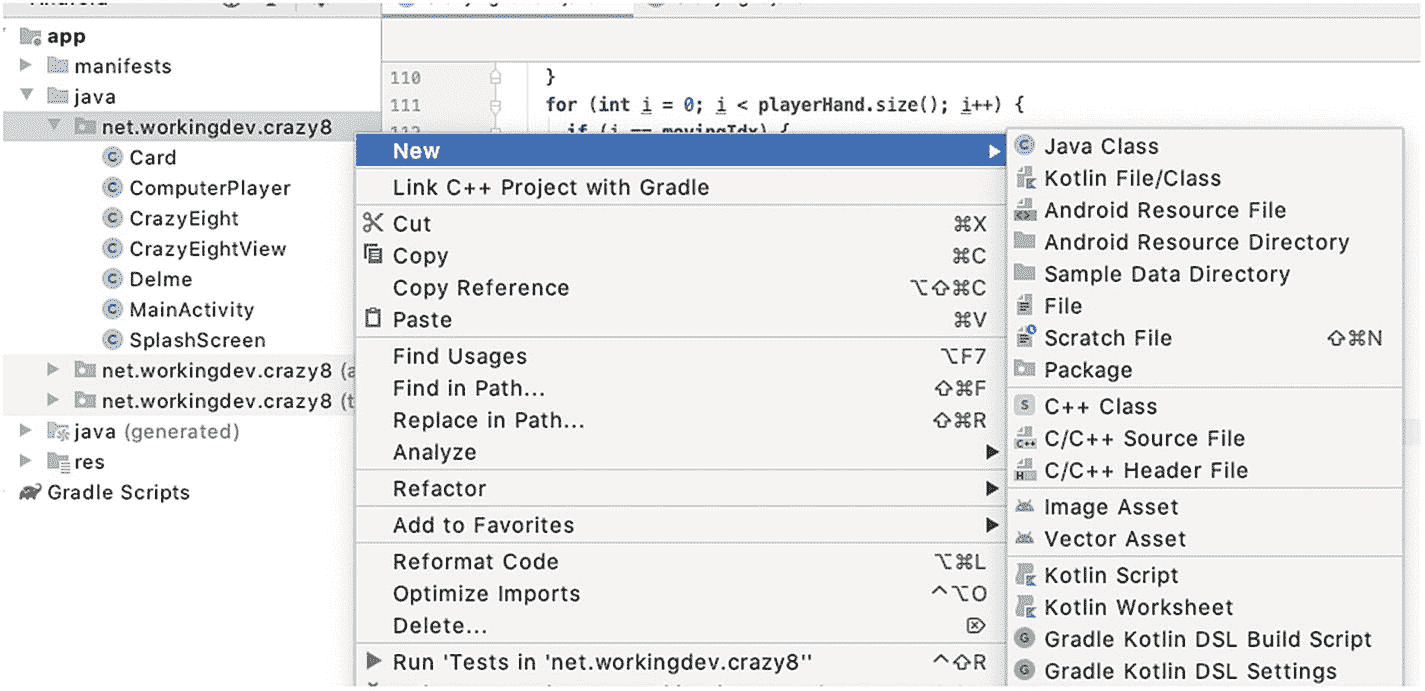 app
manifests
java
net.workingdev.crazy8
Card
ComputerPlayer
CrazyEight
CrazyEightView
Delme
MainActivity
SplashScreen
net.workingdev.crazy8 (a
net.workingdev.crazy8 (t
java (generated)
res
Gradle Scripts
110 }
111 for (int i = 0; i < playerHand.size(); i++) {
112 if (i == movingIdx) {
New
Link C++ Project with Gradle
Cut ⌘X
Copy ⌘C
Copy Reference ⌥⇧⌘C
Paste ⌘V
Find Usages ⌥F7
Find in Path... ⇧⌘F
Replace in Path... ⇧⌘R
Analyze
Refactor
Add to Favorites
Reformat Code ⌥⌘L
Optimize Imports ^⌥O
Delete... ⌦
Run 'Tests in 'net.workingdev.crazy8'' ^⇧R
Java Class
Kotlin File/Class
Android Resource File
Android Resource Directory
Sample Data Directory
File
Scratch File ⇧⌘N
Package
C++ Class
C/C++ Source File
C/C++ Header File
Image Asset
Vector Asset
Kotlin Script
Kotlin Worksheet
Gradle Kotlin DSL Build Script
Gradle Kotlin DSL Settings